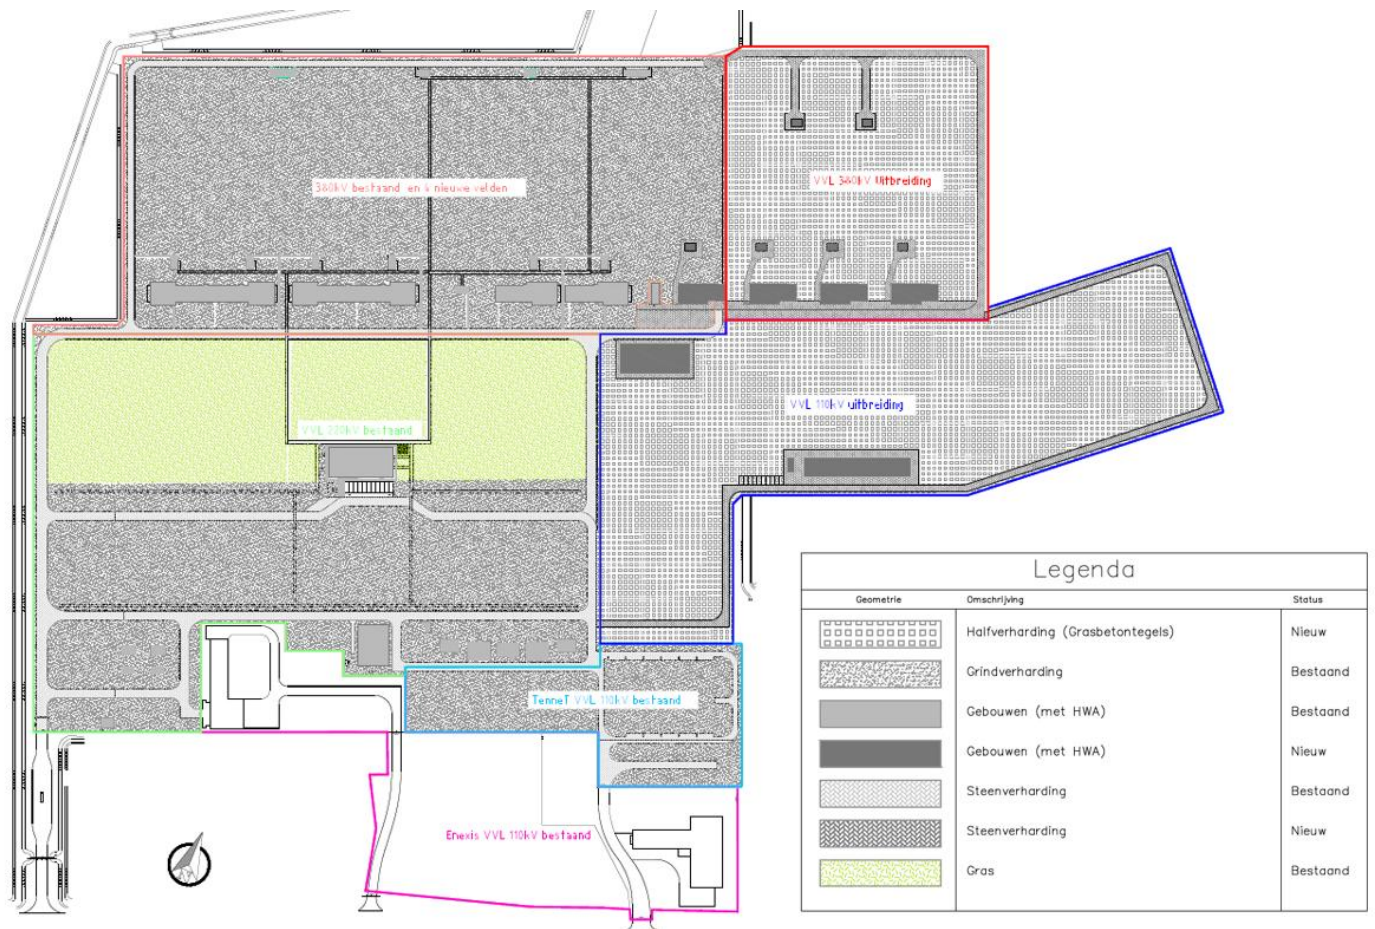 380kV bestaand en 4 nieuwe velden
VVL 380kV Uitbreiding
VVL 110kV uitbreiding
VVL 220kV bestaand
TenneT VVL 110kV bestaand
Enexis VVL 110kV bestaand
Legenda
Geometrie Omschrijving Status
Halfverharding (Grasbetontegels) Nieuw
Grindverharding Bestaand
Gebouwen (met HWA) Bestaand
Gebouwen (met HWA) Nieuw
Steenverharding Bestaand
Steenverharding Nieuw
Gras Bestaand